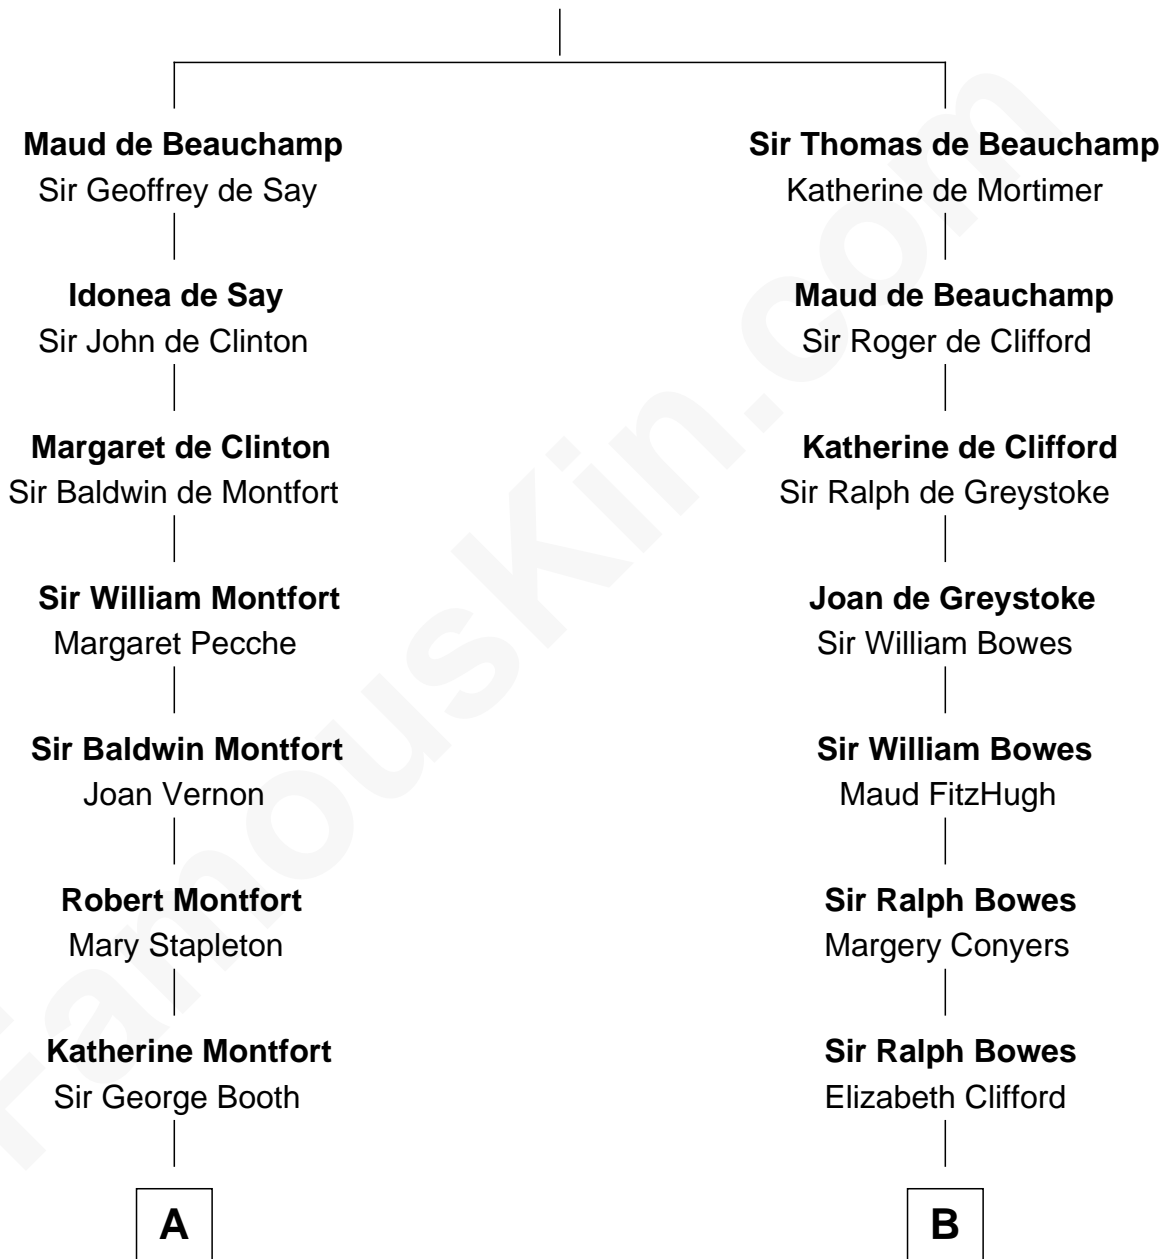 Maud de Beauchamp
Sir Geoffrey de Say
Idonea de Say
Sir John de Clinton
Margaret de Clinton
Sir Baldwin de Montfort
Sir William Montfort
Margaret Pecche
Sir Baldwin Montfort
Joan Vernon
Robert Montfort
Mary Stapleton
Katherine Montfort
Sir George Booth
A
Sir Thomas de Beauchamp
Katherine de Mortimer
Maud de Beauchamp
Sir Roger de Clifford
Katherine de Clifford
Sir Ralph de Greystoke
Joan de Greystoke
Sir William Bowes
Sir William Bowes
Maud FitzHugh
Sir Ralph Bowes
Margery Conyers
Sir Ralph Bowes
Elizabeth Clifford
B
FamousKin.com